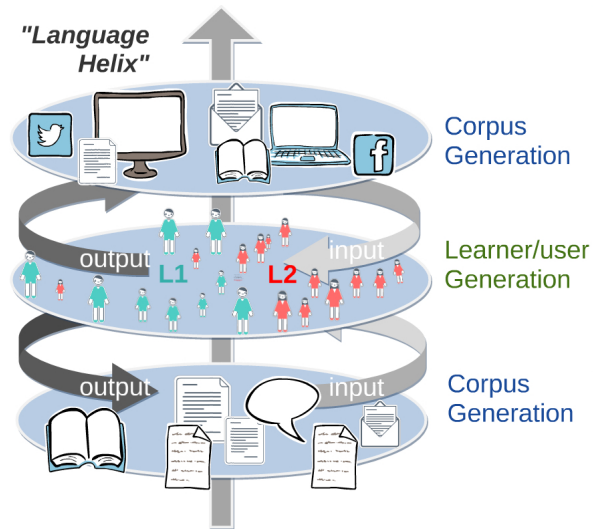 "Language
Helix"
Corpus
Generation
output
input
L1
L2
Learner/user
Generation
output
input
Corpus
Generation